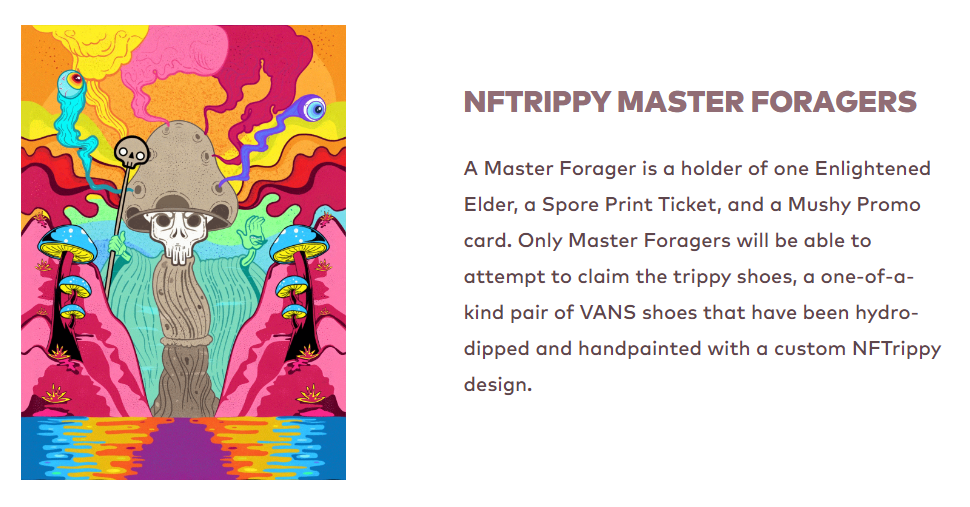 NFTRIPPY MASTER FORAGERS
A Master Forager is a holder of one Enlightened
Elder, a Spore Print Ticket, and a Mushy Promo
card. Only Master Foragers will be able to
attempt to claim the trippy shoes, a one-of-a-
kind pair of VANS shoes that have been hydro-
dipped and handpainted with a custom NFTrippy
design.